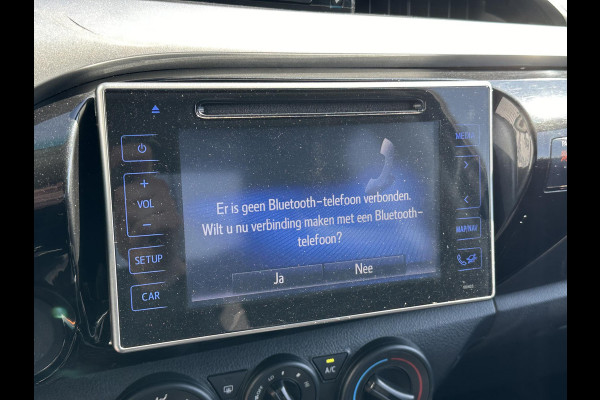 MEDIA
VOL
MAP/NAV
SETUP
CAR
Er is geen Bluetooth-telefoon verbonden.
Wilt u nu verbinding maken met een Bluetooth-
telefoon?
Ja Nee
A/C